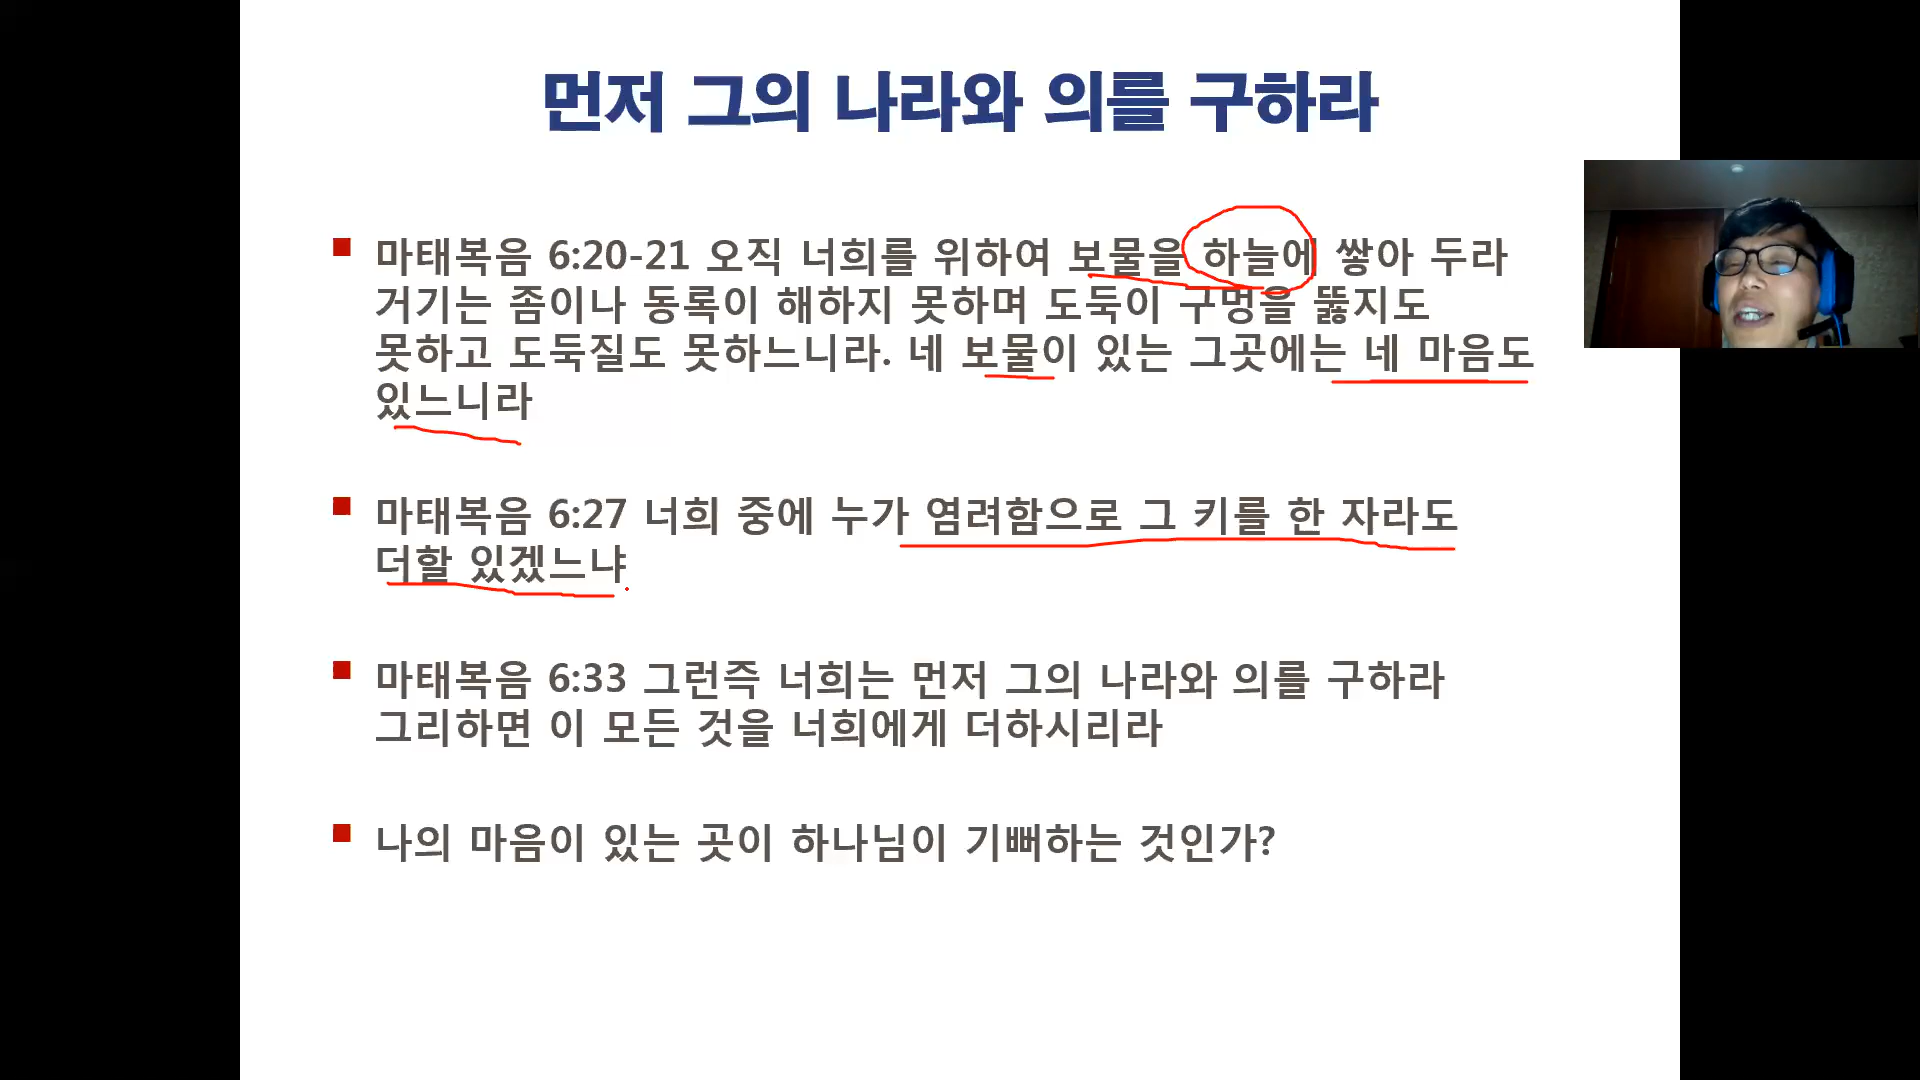 먼저 그의 나라와 의를 구하라
마태복음 6:20-21 오직 너희를 위하여 보물을 하늘에 쌓아 두라
거기는 좀이나 동록이 해하지 못하며 도둑이 구멍을 뚫지도
못하고 도둑질도 못하느니라. 네 보물이 있는 그곳에는 네 마음도
있느니라
마태복음 6:27 너희 중에 누가 염려함으로 그 키를 한 자라도
더할 있겠느냐
마태복음 6:33 그런즉 너희는 먼저 그의 나라와 의를 구하라
그리하면 이 모든 것을 너희에게 더하시리라
나의 마음이 있는 곳이 하나님이 기뻐하는 것인가?